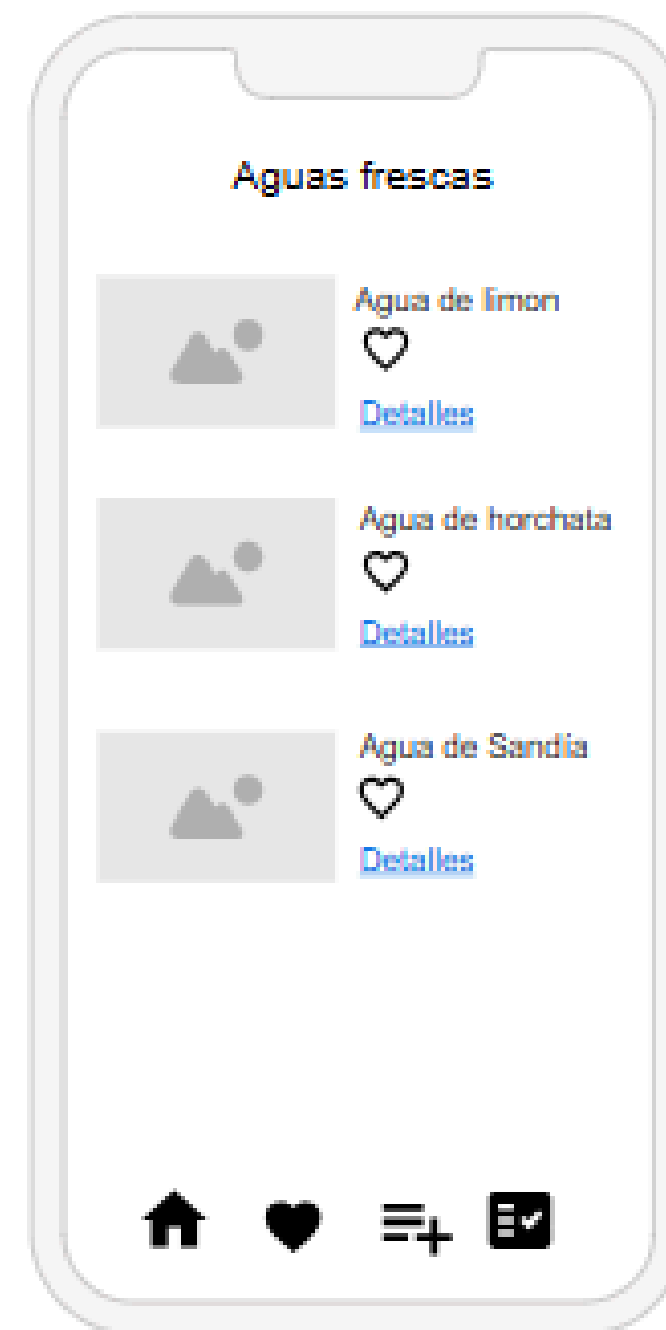 Aguas frescas
Agua de limon
Detalles
Agua de horchata
Detalles
Agua de Sandia
Detalles